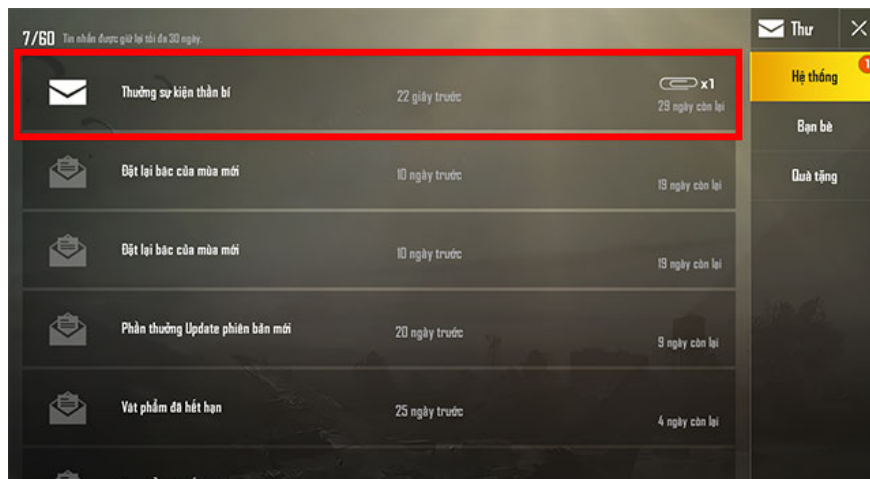 7/60 Tin nhắn được giữ lại tối đa 30 ngày.
Thư
Thưởng sự kiện thần bí
22 giây trước
x1
29 ngày còn lại
Hệ thống
1
Bạn bè
Quà tặng
Đặt lại bậc của mùa mới
10 ngày trước
19 ngày còn lại
Đặt lại bậc của mùa mới
10 ngày trước
19 ngày còn lại
Phần thưởng Update phiên bản mới
20 ngày trước
9 ngày còn lại
Vật phẩm đã hết hạn
25 ngày trước
4 ngày còn lại